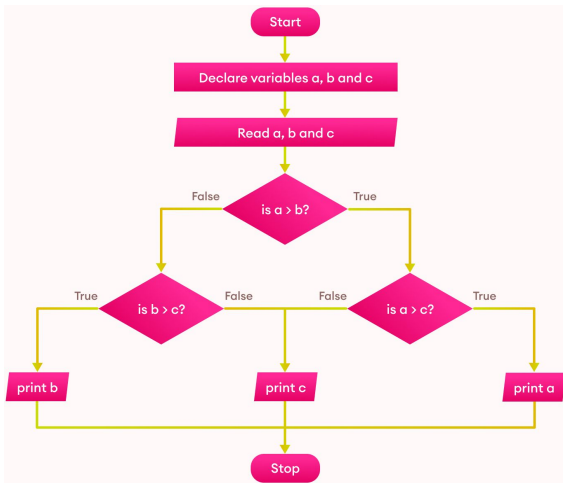 Start
Declare variables a, b and c
Read a, b and c
False
True
is a > b?
True
is b > c?
False
False
is a > c?
True
print b
print c
print a
Stop